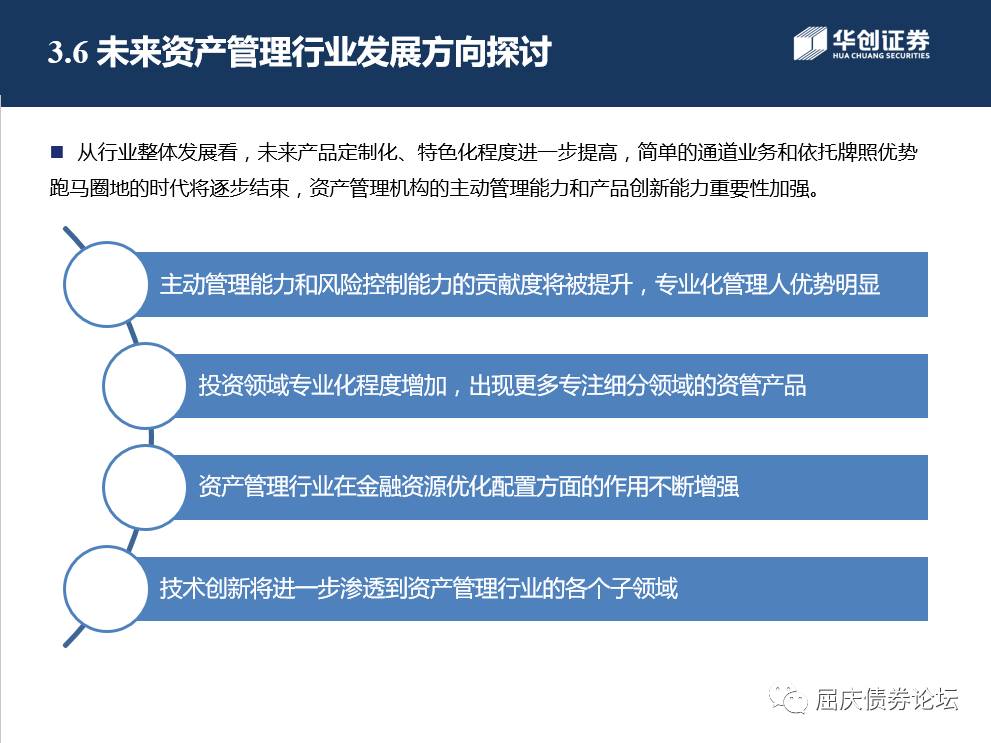 3.6 未来资产管理行业发展方向探讨
华创证券
HUA CHUANG SECURITIES
从行业整体发展看，未来产品定制化、特色化程度进一步提高，简单的通道业务和依托牌照优势
跑马圈地的时代将逐步结束，资产管理机构的主动管理能力和产品创新能力重要性加强。
主动管理能力和风险控制能力的贡献度将被提升，专业化管理人优势明显
投资领域专业化程度增加，出现更多专注细分领域的资管产品
资产管理行业在金融资源优化配置方面的作用不断增强
技术创新将进一步渗透到资产管理行业的各个子领域
屈庆债券论坛